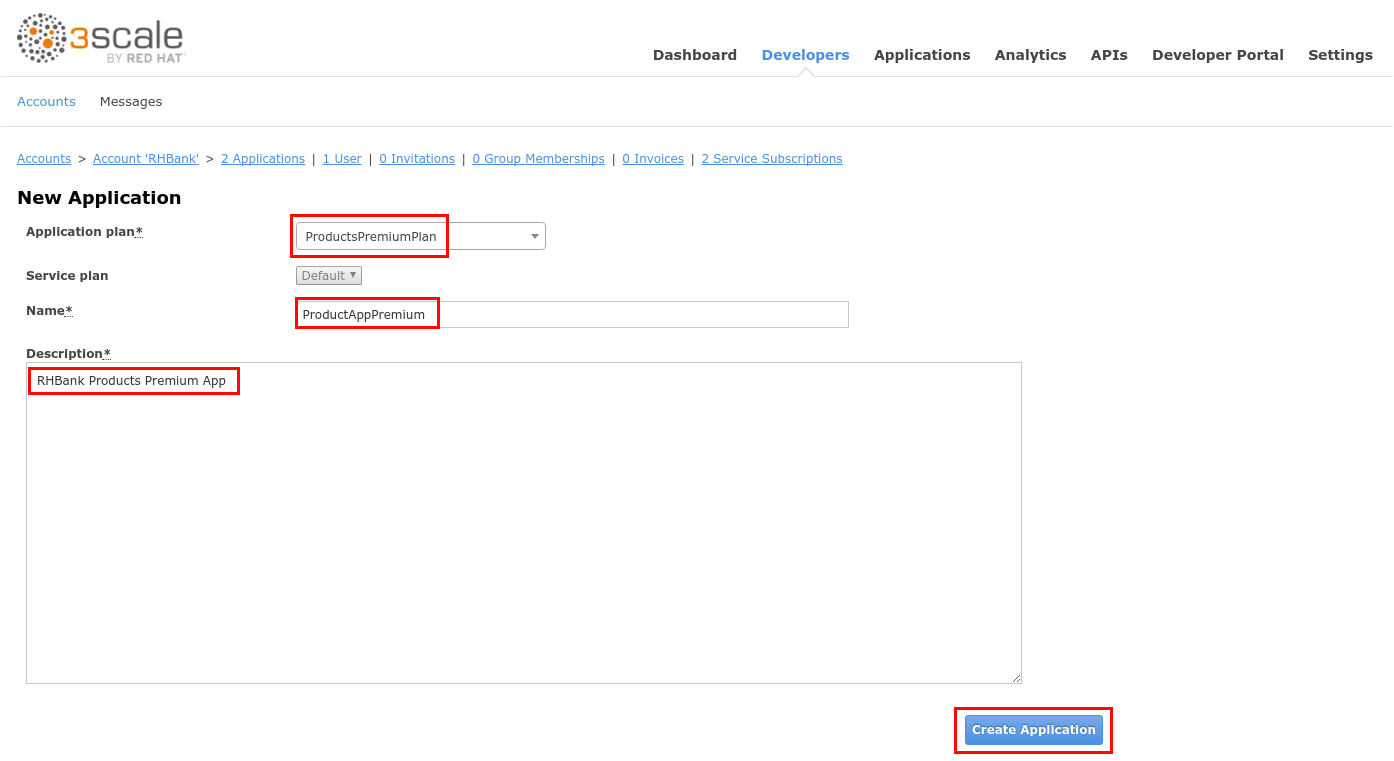 3scale
BY RED HAT
Dashboard Developers Applications Analytics APIs Developer Portal Settings
Accounts Messages
Accounts > Account 'RHBank' > 2 Applications | 1 User | 0 Invitations | 0 Group Memberships | 0 Invoices | 2 Service Subscriptions
New Application
Application plan* ProductsPremiumPlan
Service plan Default
Name* ProductAppPremium
Description*
RHBank Products Premium App
Create Application